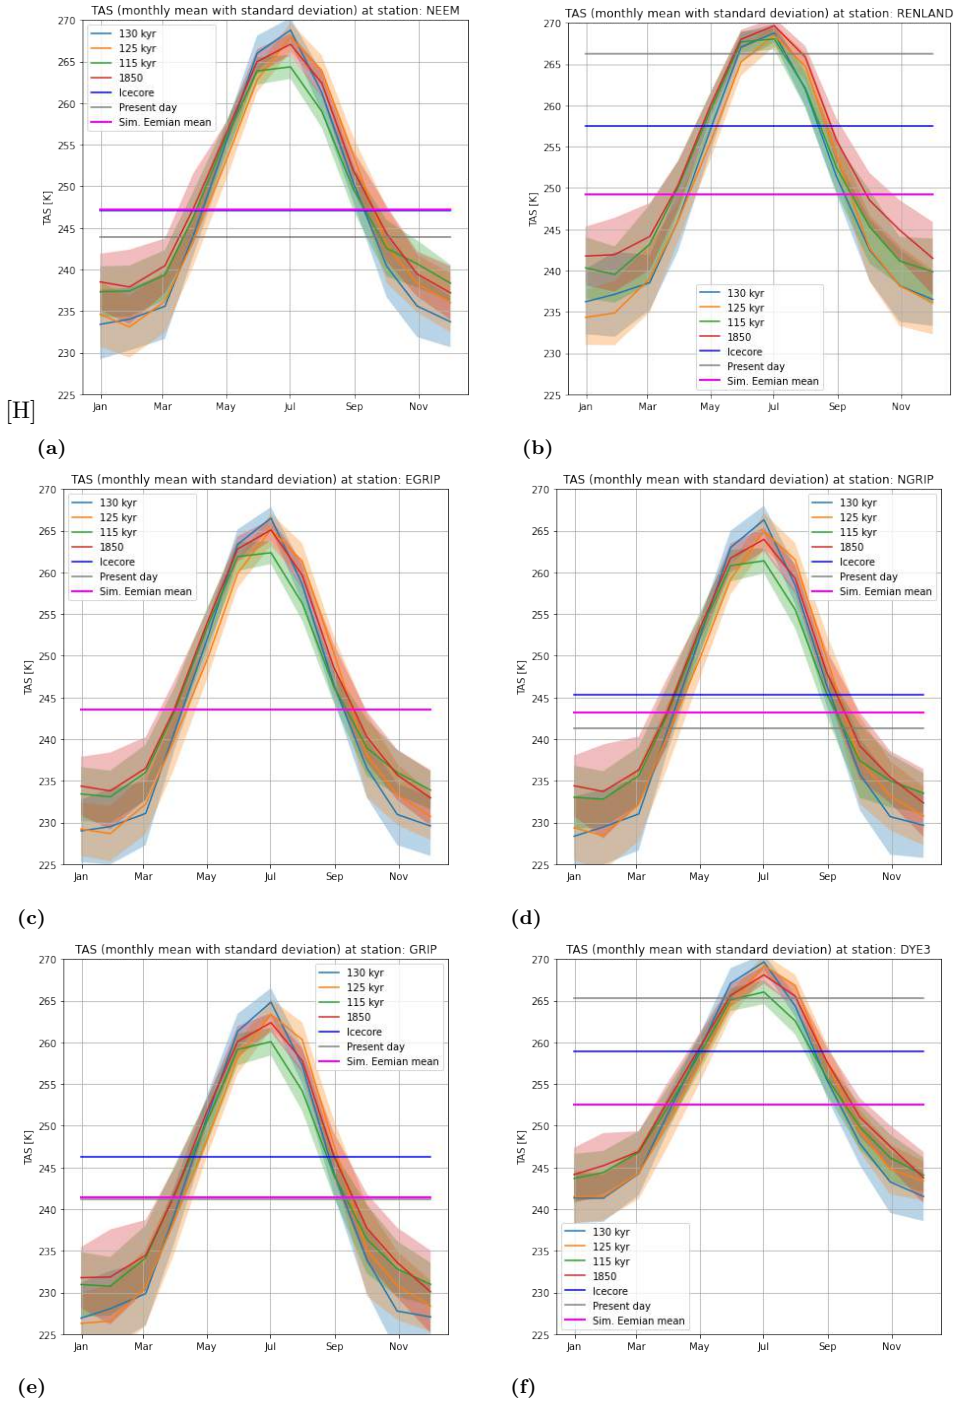 TAS (monthly mean with standard deviation) at station: NEEM
270
265
260
255
250
245
240
235
230
225
TAS [K]
130 kyr
125 kyr
115 kyr
1850
Icecore
Present day
Sim. Eemian mean
Jan Mar May Jul Sep Nov
[H]
(a)
TAS (monthly mean with standard deviation) at station: RENLAND
270
265
260
255
250
245
240
235
230
225
TAS [K]
130 kyr
125 kyr
115 kyr
1850
Icecore
Present day
Sim. Eemian mean
Jan Mar May Jul Sep Nov
(b)
TAS (monthly mean with standard deviation) at station: EGRIP
270
265
260
255
250
245
240
235
230
225
TAS [K]
130 kyr
125 kyr
115 kyr
1850
Icecore
Present day
Sim. Eemian mean
Jan Mar May Jul Sep Nov
(c)
TAS (monthly mean with standard deviation) at station: NGRIP
270
265
260
255
250
245
240
235
230
225
TAS [K]
130 kyr
125 kyr
115 kyr
1850
Icecore
Present day
Sim. Eemian mean
Jan Mar May Jul Sep Nov
(d)
TAS (monthly mean with standard deviation) at station: GRIP
270
265
260
255
250
245
240
235
230
225
TAS [K]
130 kyr
125 kyr
115 kyr
1850
Icecore
Present day
Sim. Eemian mean
Jan Mar May Jul Sep Nov
(e)
TAS (monthly mean with standard deviation) at station: DYE3
270
265
260
255
250
245
240
235
230
225
TAS [K]
130 kyr
125 kyr
115 kyr
1850
Icecore
Present day
Sim. Eemian mean
Jan Mar May Jul Sep Nov
(f)